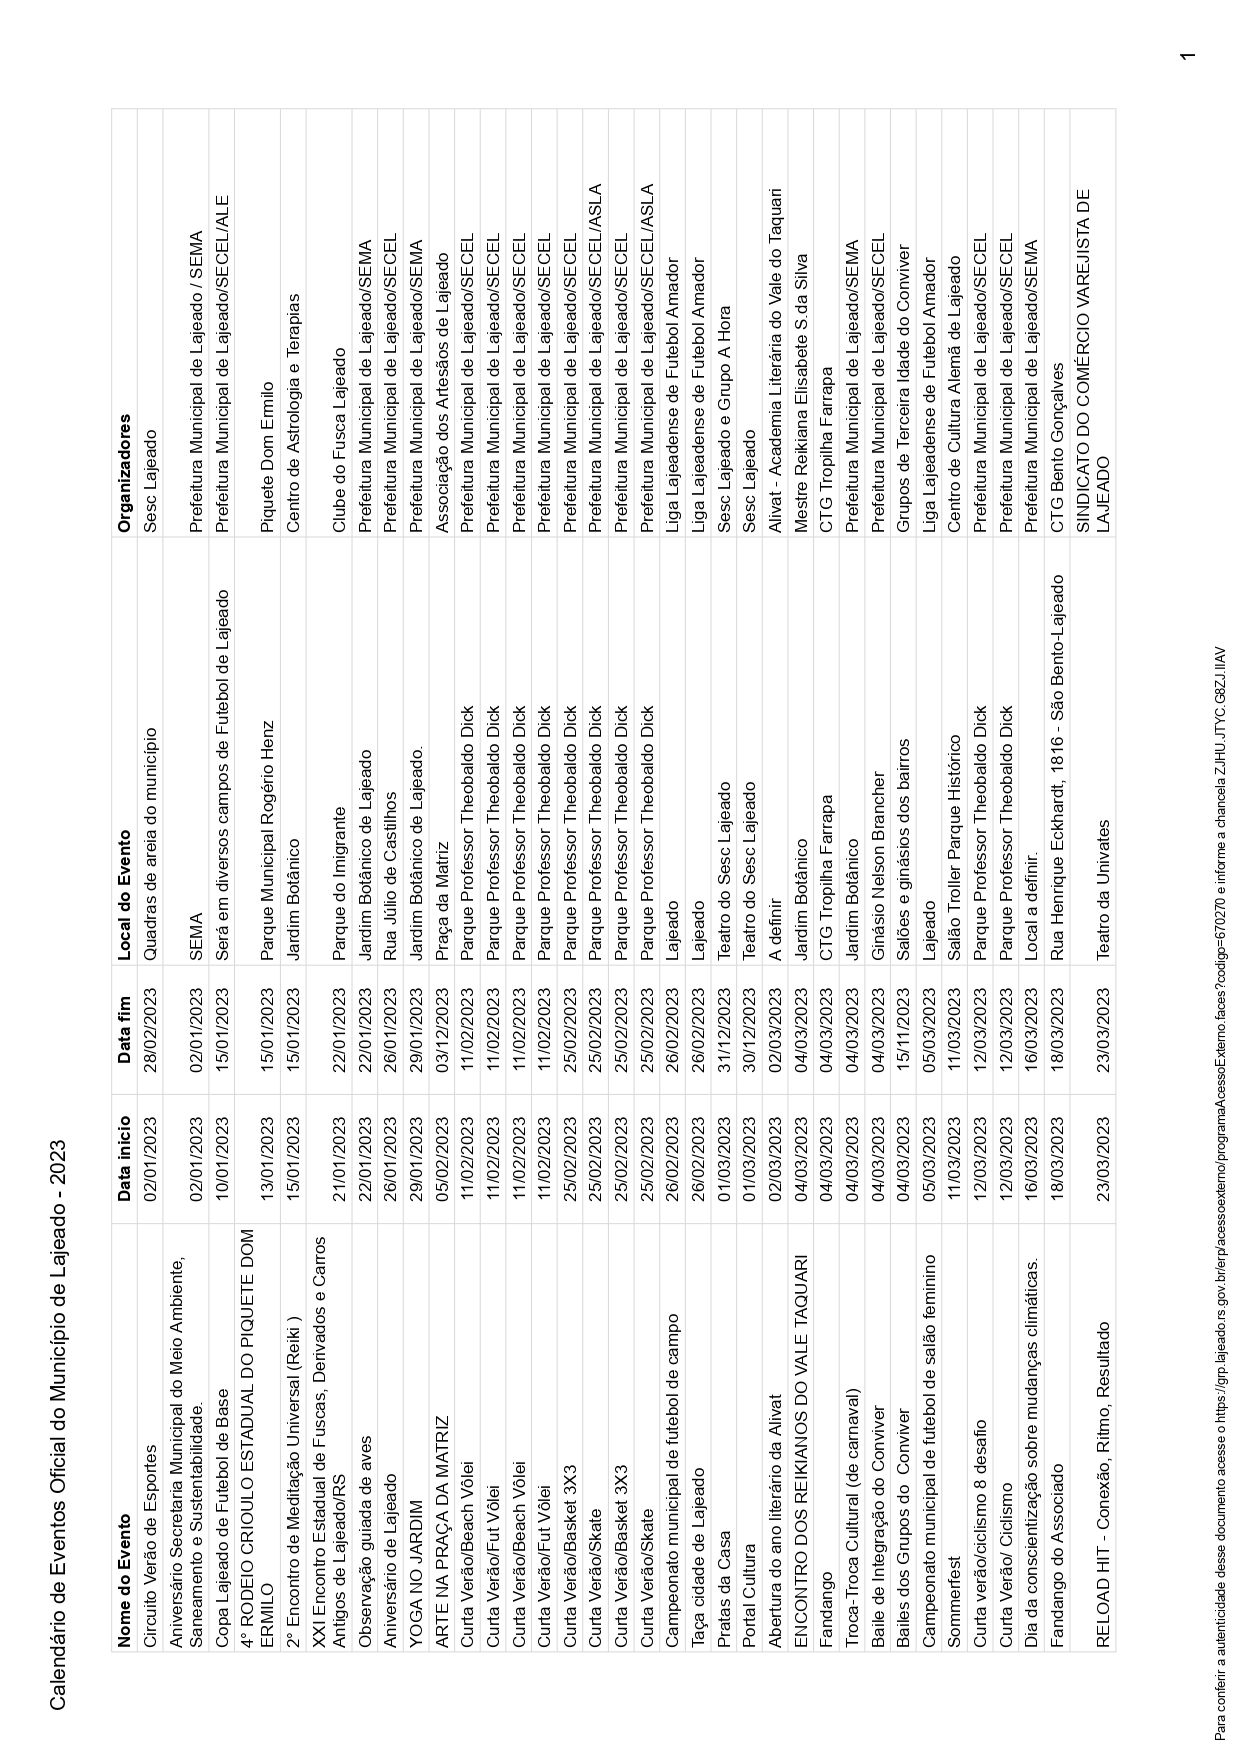 1
Calendário de Eventos Oficial do Município de Lajeado - 2023
Nome do Evento Data inicio Data fim Local do Evento Organizadores
Circuito Verão de Esportes 02/01/2023 28/02/2023 Quadras de areia do município Sesc Lajeado
Aniversário Secretaria Municipal do Meio Ambiente,
Saneamento e Sustentabilidade. 02/01/2023 02/01/2023 SEMA Prefeitura Municipal de Lajeado / SEMA
Copa Lajeado de Futebol de Base 10/01/2023 15/01/2023 Será em diversos campos de Futebol de Lajeado Prefeitura Municipal de Lajeado/SECEL/ALE
4° RODEIO CRIOULO ESTADUAL DO PIQUETE DOM
ERMILO 13/01/2023 15/01/2023 Parque Municipal Rogério Henz Piquete Dom Ermilo
2° Encontro de Meditação Universal (Reiki ) 15/01/2023 15/01/2023 Jardim Botânico Centro de Astrologia e Terapias
XXI Encontro Estadual de Fuscas, Derivados e Carros
Antigos de Lajeado/RS 21/01/2023 22/01/2023 Parque do Imigrante Clube do Fusca Lajeado
Observação guiada de aves 22/01/2023 22/01/2023 Jardim Botânico de Lajeado Prefeitura Municipal de Lajeado/SEMA
Aniversário de Lajeado 26/01/2023 26/01/2023 Rua Júlio de Castilhos Prefeitura Municipal de Lajeado/SECEL
YOGA NO JARDIM 29/01/2023 29/01/2023 Jardim Botânico de Lajeado. Prefeitura Municipal de Lajeado/SEMA
ARTE NA PRAÇA DA MATRIZ 05/02/2023 03/12/2023 Praça da Matriz Associação dos Artesãos de Lajeado
Curta Verão/Beach Vôlei 11/02/2023 11/02/2023 Parque Professor Theobaldo Dick Prefeitura Municipal de Lajeado/SECEL
Curta Verão/Fut Vôlei 11/02/2023 11/02/2023 Parque Professor Theobaldo Dick Prefeitura Municipal de Lajeado/SECEL
Curta Verão/Beach Vôlei 11/02/2023 11/02/2023 Parque Professor Theobaldo Dick Prefeitura Municipal de Lajeado/SECEL
Curta Verão/Fut Vôlei 11/02/2023 11/02/2023 Parque Professor Theobaldo Dick Prefeitura Municipal de Lajeado/SECEL
Curta Verão/Basket 3X3 25/02/2023 25/02/2023 Parque Professor Theobaldo Dick Prefeitura Municipal de Lajeado/SECEL
Curta Verão/Skate 25/02/2023 25/02/2023 Parque Professor Theobaldo Dick Prefeitura Municipal de Lajeado/SECEL/ASLA
Curta Verão/Basket 3X3 25/02/2023 25/02/2023 Parque Professor Theobaldo Dick Prefeitura Municipal de Lajeado/SECEL
Curta Verão/Skate 25/02/2023 25/02/2023 Parque Professor Theobaldo Dick Prefeitura Municipal de Lajeado/SECEL/ASLA
Campeonato municipal de futebol de campo 26/02/2023 26/02/2023 Lajeado Liga Lajeadense de Futebol Amador
Taça cidade de Lajeado 26/02/2023 26/02/2023 Lajeado Liga Lajeadense de Futebol Amador
Pratas da Casa 01/03/2023 31/12/2023 Teatro do Sesc Lajeado Sesc Lajeado e Grupo A Hora
Portal Cultura 01/03/2023 30/12/2023 Teatro do Sesc Lajeado Sesc Lajeado
Abertura do ano literário da Alivat 02/03/2023 02/03/2023 A definir Alivat - Academia Literária do Vale do Taquari
ENCONTRO DOS REIKIANOS DO VALE TAQUARI 04/03/2023 04/03/2023 Jardim Botânico Mestre Reikiana Elisabete S.da Silva
Fandango 04/03/2023 04/03/2023 CTG Tropilha Farrapa CTG Tropilha Farrapa
Troca-Troca Cultural (de carnaval) 04/03/2023 04/03/2023 Jardim Botânico Prefeitura Municipal de Lajeado/SEMA
Baile de Integração do Conviver 04/03/2023 04/03/2023 Ginásio Nelson Brancher Prefeitura Municipal de Lajeado/SECEL
Bailes dos Grupos do Conviver 04/03/2023 15/11/2023 Salões e ginásios dos bairros Grupos de Terceira Idade do Conviver
Campeonato municipal de futebol de salão feminino 05/03/2023 05/03/2023 Lajeado Liga Lajeadense de Futebol Amador
Sommerfest 11/03/2023 11/03/2023 Salão Troller Parque Histórico Centro de Cultura Alemã de Lajeado
Curta verão/ciclismo 8 desafio 12/03/2023 12/03/2023 Parque Professor Theobaldo Dick Prefeitura Municipal de Lajeado/SECEL
Curta Verão/ Ciclismo 12/03/2023 12/03/2023 Parque Professor Theobaldo Dick Prefeitura Municipal de Lajeado/SECEL
Dia da conscientização sobre mudanças climáticas. 16/03/2023 16/03/2023 Local a definir. Prefeitura Municipal de Lajeado/SEMA
Fandango do Associado 18/03/2023 18/03/2023 Rua Henrique Eckhardt, 1816 - São Bento-Lajeado CTG Bento Gonçalves
SINDICATO DO COMÉRCIO VAREJISTA DE
RELOAD HIT - Conexão, Ritmo, Resultado 23/03/2023 23/03/2023 Teatro da Univates LAJEADO
Para conferir a autenticidade desse documento acesse o https://grp.lajeado.rs.gov.br/erp/acessoexterno/programaAcessoExterno.faces?codigo=670270 e informe a chancela ZJHU.JTYC.G8ZJ.IIAV